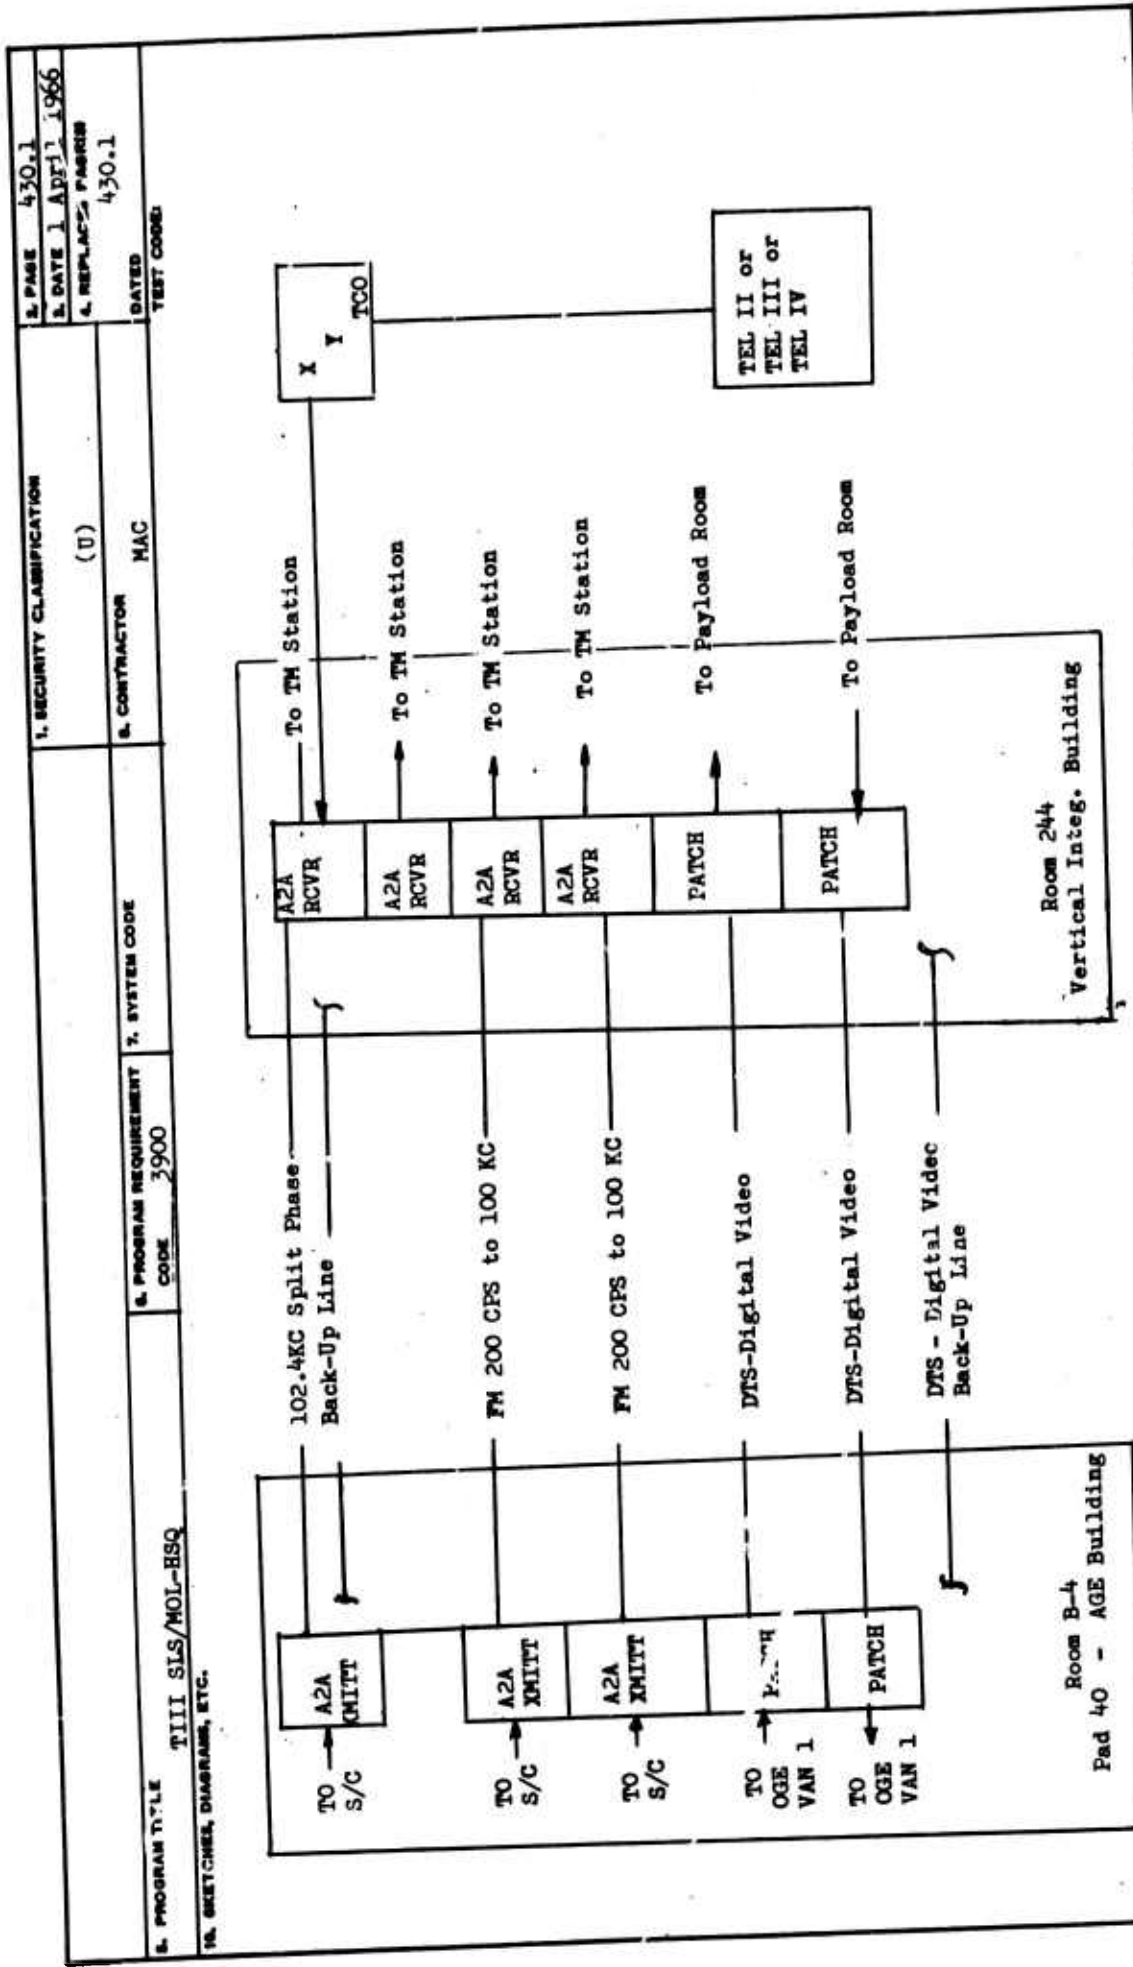 1. SECURITY CLASSIFICATION
(U)
2. PAGE 430.1
3. DATE 1 April 1966
4. REPLACES PAGE(S)
430.1
DATED
TEST CODE:
5. PROGRAM TITLE
TIII SLS/MOL-HSQ
6. PROGRAM REQUIREMENT
CODE 3900
7. SYSTEM CODE
8. CONTRACTOR
MAC
10. SKETCHES, DIAGRAMS, ETC.
TO
S/C
A2A
XMITT
102.4KC Split Phase
Back-Up Line
A2A
RCVR
To TM Station
X
Y
TCO
A2A
RCVR
To TM Station
TO
S/C
A2A
XMITT
FM 200 CPS to 100 KC
A2A
RCVR
To TM Station
TO
S/C
A2A
XMITT
FM 200 CPS to 100 KC
A2A
RCVR
To TM Station
TO
OGE
VAN 1
DTS-Digital Video
PATCH
To Payload Room
TEL II or
TEL III or
TEL IV
TO
OGE
VAN 1
PATCH
DTS-Digital Video
PATCH
To Payload Room
DTS - Digital Video
Back-Up Line
Room B-4
Pad 40 - AGE Building
Room 244
Vertical Integ. Building